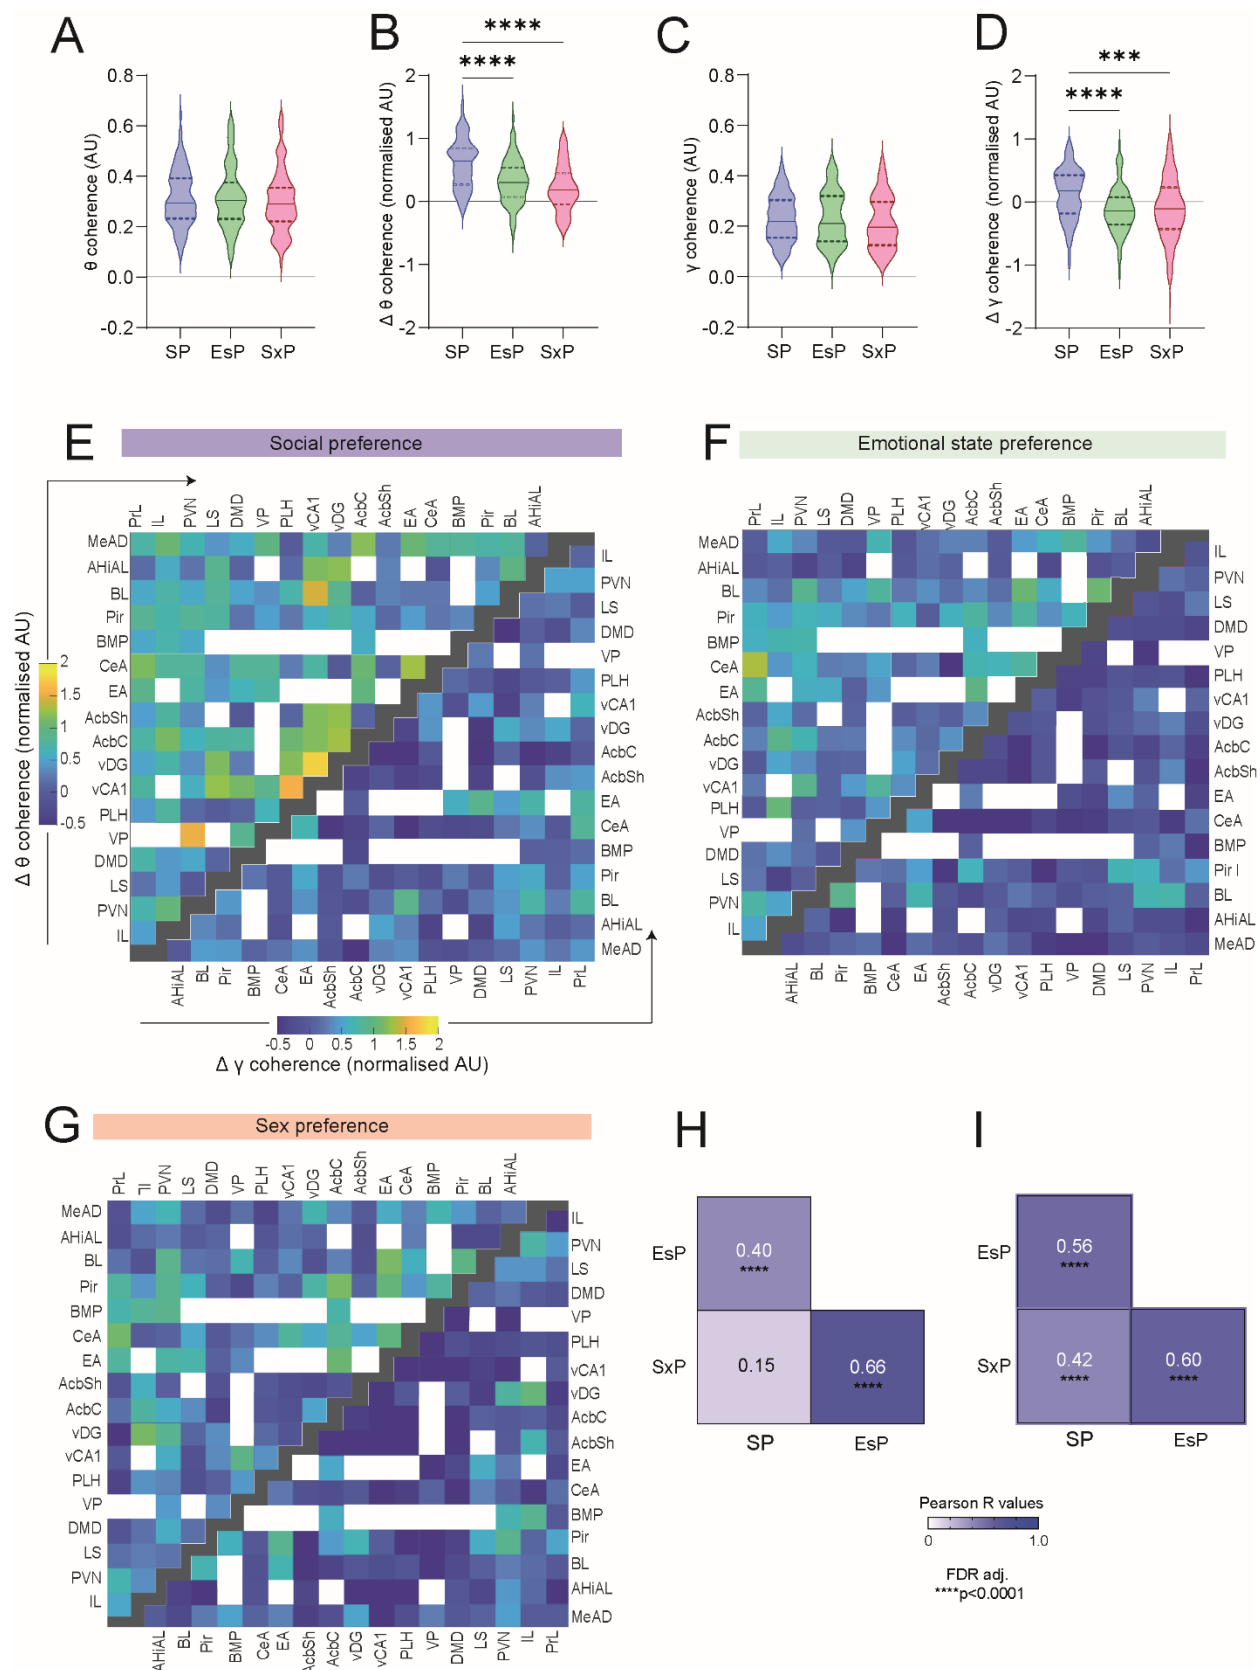 A
B
C
D
****
****
***
****
θ coherence (AU)
0.8
0.6
0.4
0.2
0.0
-0.2
SP EsP SxP
Δ θ coherence (normalised AU)
2
1
0
-1
-2
SP EsP SxP
γ coherence (AU)
0.8
0.6
0.4
0.2
0.0
-0.2
SP EsP SxP
Δ γ coherence (normalised AU)
2
1
0
-1
-2
SP EsP SxP
E
Social preference
PrL IL PVN LS DMD VP PLH vCA1 vDG AcbC AcbSh EA CeA BMP Pir BL AHiAL
MeAD
AHiAL
BL
Pir
BMP
CeA
EA
AcbSh
AcbC
vDG
vCA1
PLH
VP
DMD
LS
PVN
IL
IL
PVN
LS
DMD
VP
PLH
vCA1
vDG
AcbC
AcbSh
EA
CeA
BMP
Pir
BL
AHiAL
MeAD
AHiAL BL Pir BMP CeA EA AcbSh AcbC vDG vCA1 PLH VP DMD LS PVN IL PrL
Δ θ coherence (normalised AU)
2
1.5
1
0.5
0
-0.5
-0.5 0 0.5 1 1.5 2
Δ γ coherence (normalised AU)
F
Emotional state preference
PrL IL PVN LS DMD VP PLH vCA1 vDG AcbC AcbSh EA CeA BMP Pir BL AHiAL
MeAD
AHiAL
BL
Pir
BMP
CeA
EA
AcbSh
AcbC
vDG
vCA1
PLH
VP
DMD
LS
PVN
IL
IL
PVN
LS
DMD
VP
PLH
vCA1
vDG
AcbC
AcbSh
EA
CeA
BMP
Pir I
BL
AHiAL
MeAD
AHiAL BL Pir BMP CeA EA AcbSh AcbC vDG vCA1 PLH VP DMD LS PVN IL PrL
G
Sex preference
PrL IL PVN LS DMD VP PLH vCA1 vDG AcbC AcbSh EA CeA BMP Pir BL AHiAL
MeAD
AHiAL
BL
Pir
BMP
CeA
EA
AcbSh
AcbC
vDG
vCA1
PLH
VP
DMD
LS
PVN
IL
IL
PVN
LS
DMD
VP
PLH
vCA1
vDG
AcbC
AcbSh
EA
CeA
BMP
Pir
BL
AHiAL
MeAD
AHiAL BL Pir BMP CeA EA AcbSh AcbC vDG vCA1 PLH VP DMD LS PVN IL PrL
H
EsP
0.40
****
SxP
0.15
0.66
****
SP EsP
I
EsP
0.56
****
SxP
0.42
****
0.60
****
SP EsP
Pearson R values
0 1.0
FDR adj.
****p<0.0001